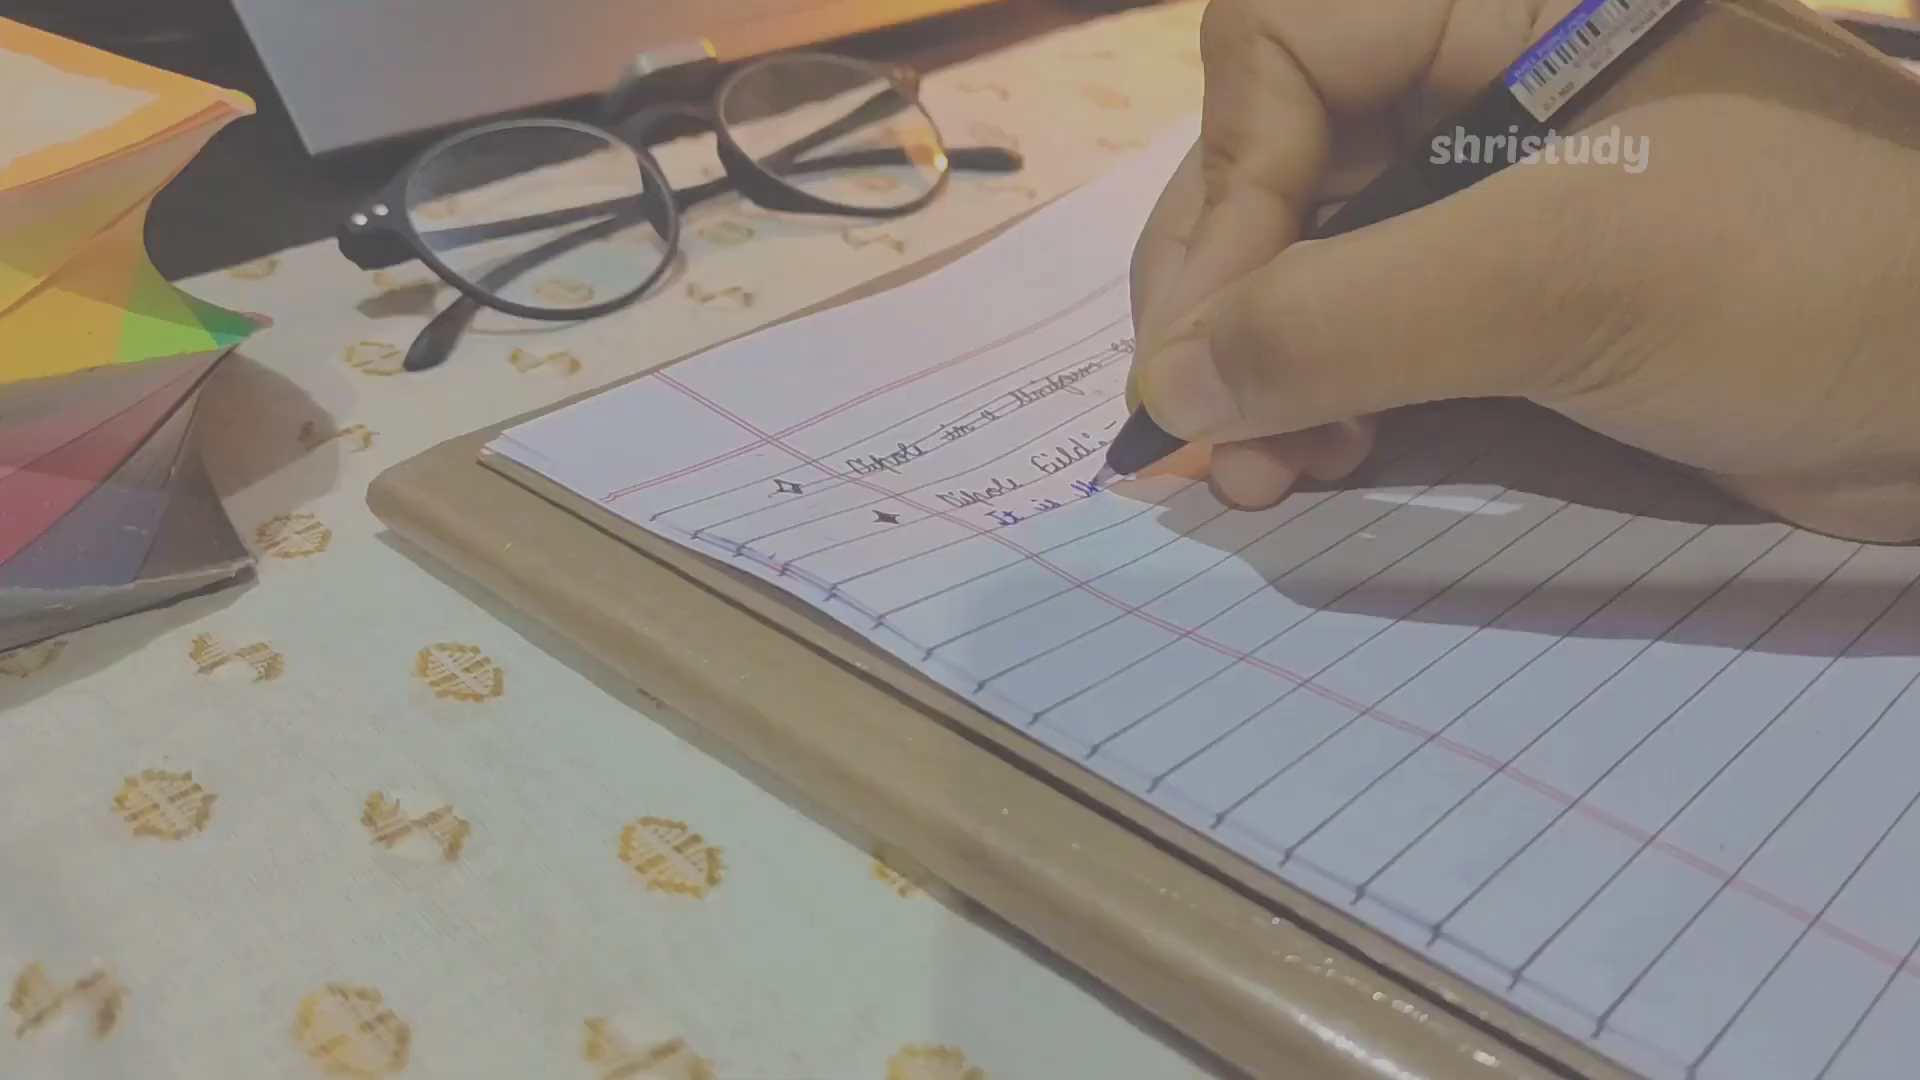 shristudy
Dipole in a Uniform
Dipole Field:-
It is